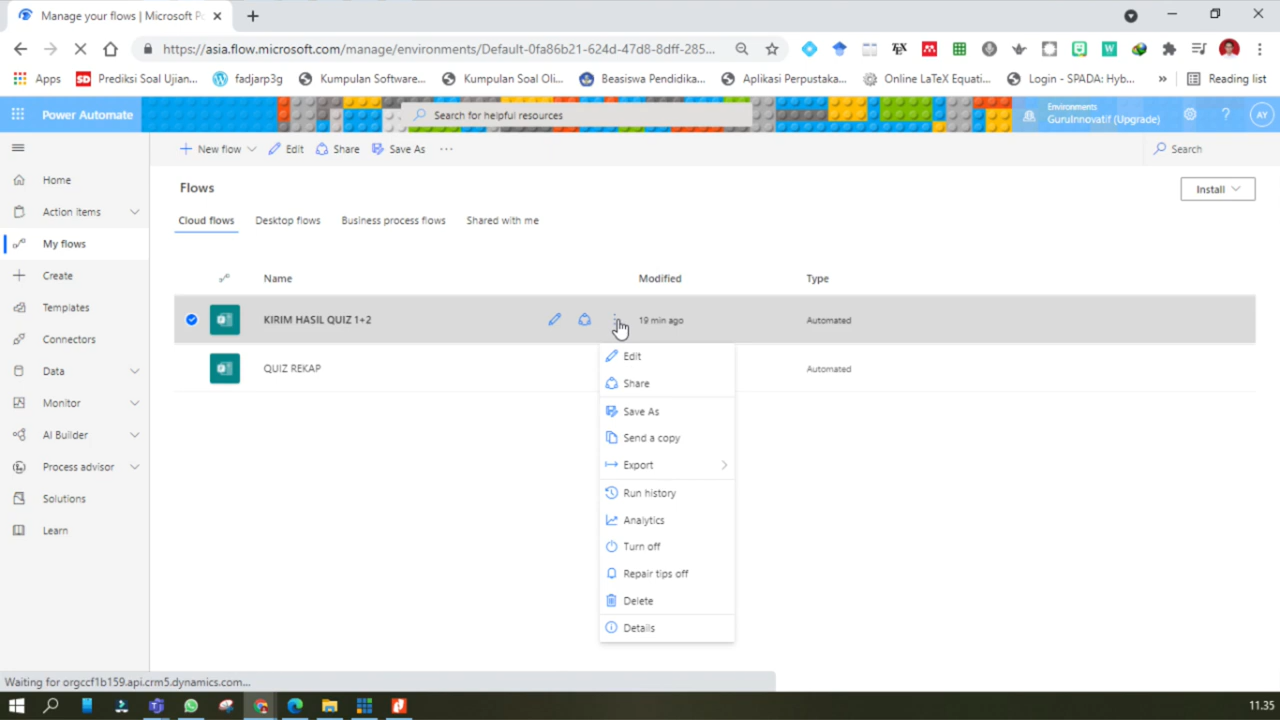 Manage your flows | Microsoft Po
https://asia.flow.microsoft.com/manage/environments/Default-0fa86b21-624d-47d8-8dff-285...
Apps
Prediksi Soal Ujian...
fadjarp3g
Kumpulan Software...
Kumpulan Soal Oli...
Beasiswa Pendidika...
Aplikasi Perpustaka...
Online LaTeX Equati...
Login - SPADA: Hyb...
»
Reading list
Power Automate
Search for helpful resources
Environments
GuruInnovatif (Upgrade)
?
AY
New flow
Edit
Share
Save As
...
Search
Home
Action items
My flows
Create
Templates
Connectors
Data
Monitor
AI Builder
Process advisor
Solutions
Learn
Flows
Install
Cloud flows
Desktop flows
Business process flows
Shared with me
Name
Modified
Type
KIRIM HASIL QUIZ 1+2
19 min ago
Automated
QUIZ REKAP
Automated
Edit
Share
Save As
Send a copy
Export
Run history
Analytics
Turn off
Repair tips off
Delete
Details
Waiting for orgccf1b159.api.crm5.dynamics.com...
11.35